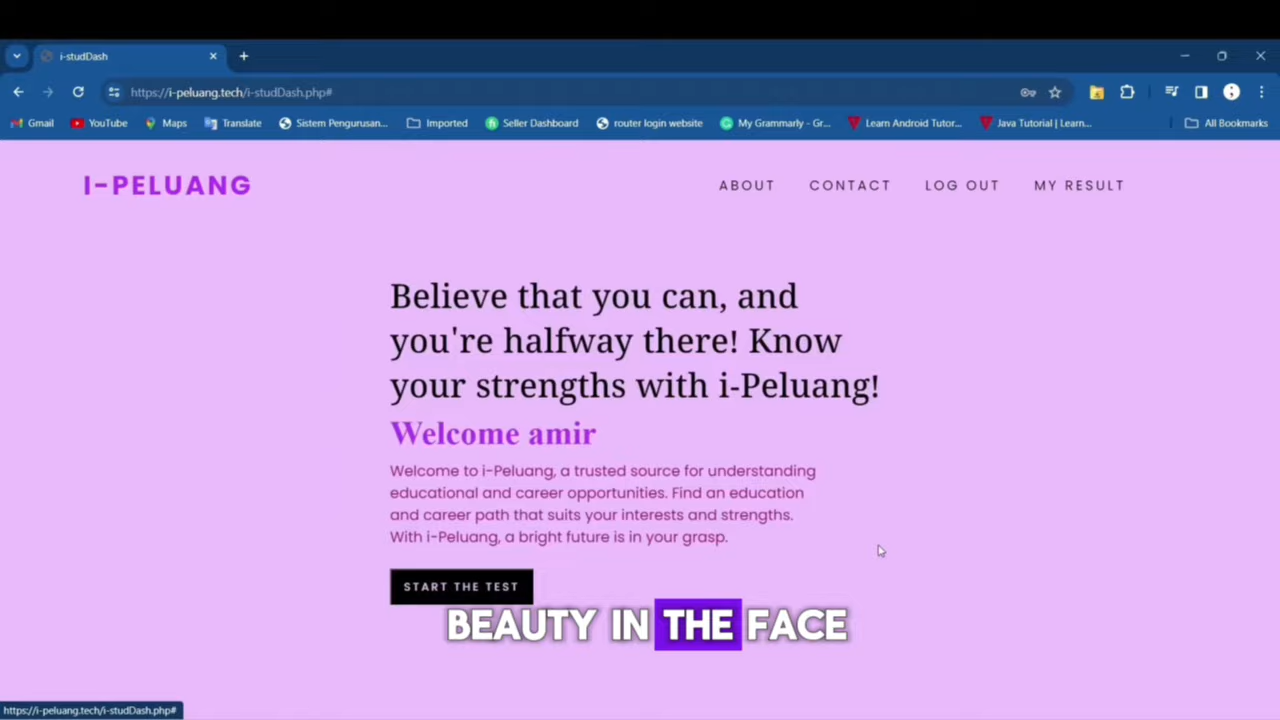 i-studDash
https://i-peluang.tech/i-studDash.php#
Gmail YouTube Maps Translate Sistem Pengurusan... Imported Seller Dashboard router login website My Grammarly - Gr... Learn Android Tutor... Java Tutorial | Learn... All Bookmarks
I-PELUANG ABOUT CONTACT LOG OUT MY RESULT
Believe that you can, and
you're halfway there! Know
your strengths with i-Peluang!
Welcome amir
Welcome to i-Peluang, a trusted source for understanding
educational and career opportunities. Find an education
and career path that suits your interests and strengths.
With i-Peluang, a bright future is in your grasp.
START THE TEST
BEAUTY IN THE FACE
https://i-peluang.tech/i-studDash.php#